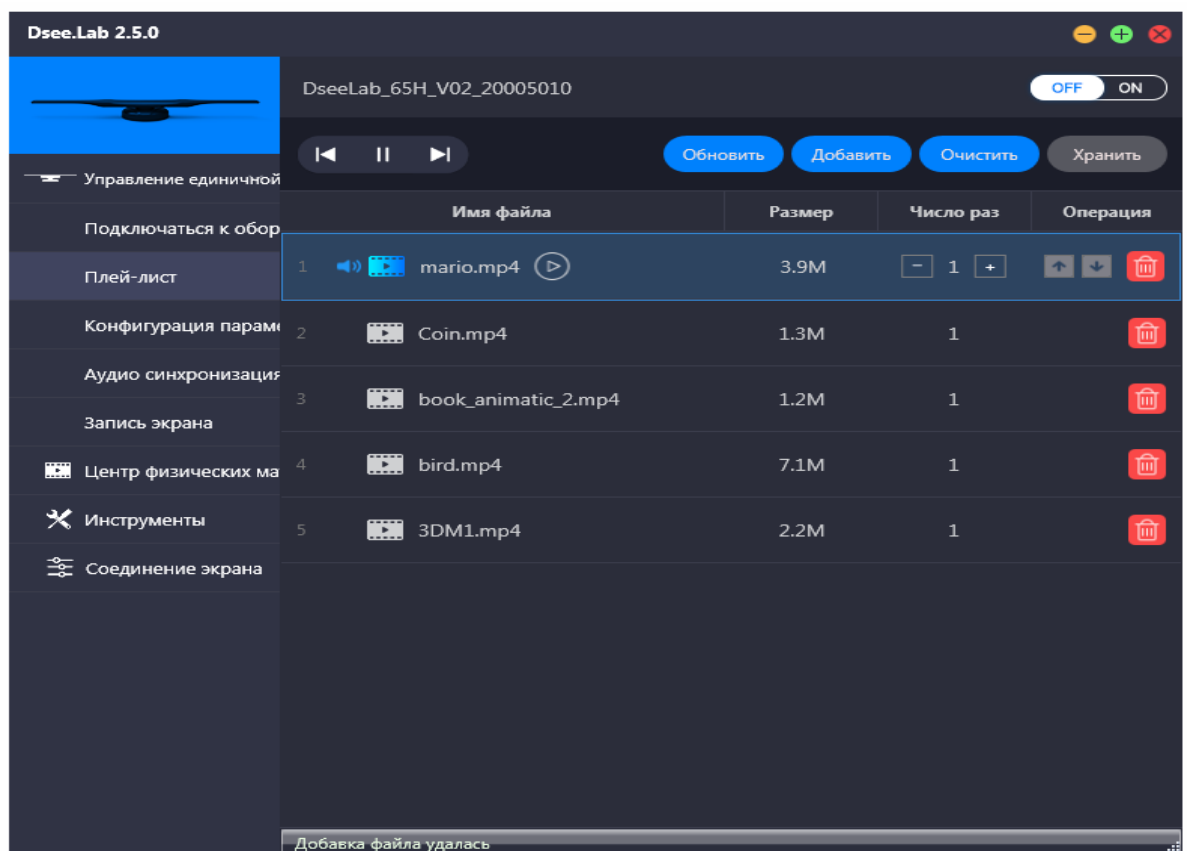 Dsee.Lab 2.5.0
DseeLab_65H_V02_20005010
OFF ON
Обновить Добавить Очистить Хранить
Управление единичной
Подключаться к обор
Плей-лист
Конфигурация парам
Аудио синхронизация
Запись экрана
Центр физических ма
Инструменты
Соединение экрана
Имя файла Размер Число раз Операция
1 mario.mp4 3.9M - 1 +
2 Coin.mp4 1.3M 1
3 book_animatic_2.mp4 1.2M 1
4 bird.mp4 7.1M 1
5 3DM1.mp4 2.2M 1
Добавка файла удалась